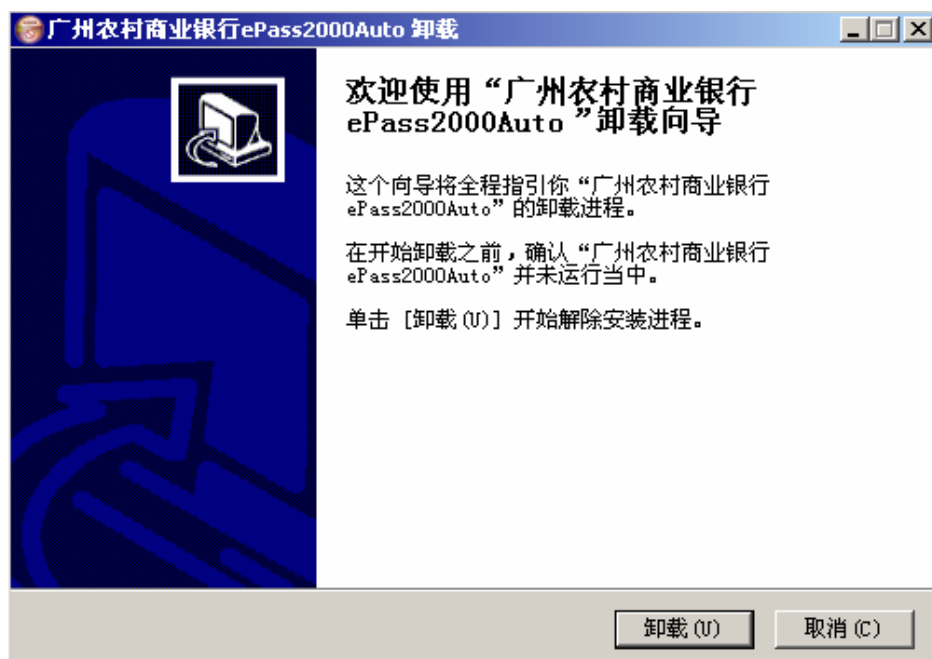 广州农村商业银行ePass2000Auto 卸载
欢迎使用“广州农村商业银行
ePass2000Auto ”卸载向导
这个向导将全程指引你“广州农村商业银行
ePass2000Auto”的卸载进程。
在开始卸载之前，确认“广州农村商业银行
ePass2000Auto”并未运行当中。
单击 [卸载(U)] 开始解除安装进程。
卸载(U)
取消(C)